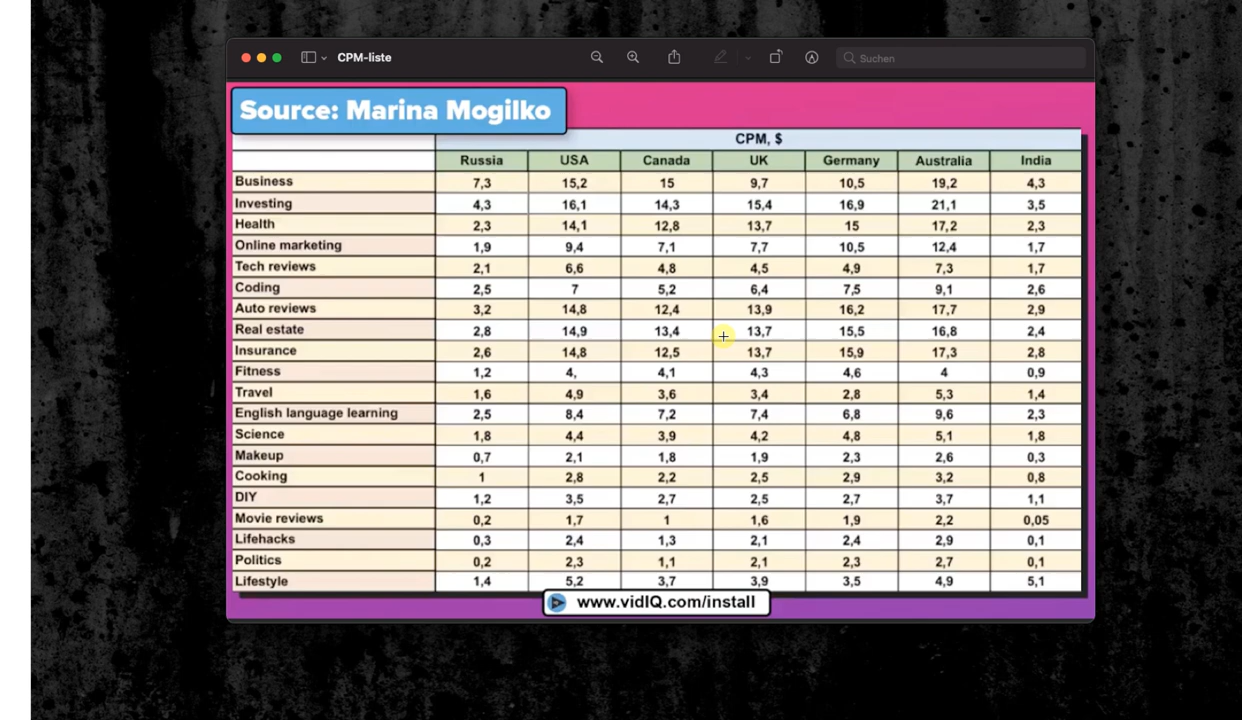 CPM-liste
Suchen
Source: Marina Mogilko
CPM, $
Russia USA Canada UK Germany Australia India
Business 7,3 15,2 15 9,7 10,5 19,2 4,3
Investing 4,3 16,1 14,3 15,4 16,9 21,1 3,5
Health 2,3 14,1 12,8 13,7 15 17,2 2,3
Online marketing 1,9 9,4 7,1 7,7 10,5 12,4 1,7
Tech reviews 2,1 6,6 4,8 4,5 4,9 7,3 1,7
Coding 2,5 7 5,2 6,4 7,5 9,1 2,6
Auto reviews 3,2 14,8 12,4 13,9 16,2 17,7 2,9
Real estate 2,8 14,9 13,4 13,7 15,5 16,8 2,4
Insurance 2,6 14,8 12,5 13,7 15,9 17,3 2,8
Fitness 1,2 4, 4,1 4,3 4,6 4 0,9
Travel 1,6 4,9 3,6 3,4 2,8 5,3 1,4
English language learning 2,5 8,4 7,2 7,4 6,8 9,6 2,3
Science 1,8 4,4 3,9 4,2 4,8 5,1 1,8
Makeup 0,7 2,1 1,8 1,9 2,3 2,6 0,3
Cooking 1 2,8 2,2 2,5 2,9 3,2 0,8
DIY 1,2 3,5 2,7 2,5 2,7 3,7 1,1
Movie reviews 0,2 1,7 1 1,6 1,9 2,2 0,05
Lifehacks 0,3 2,4 1,3 2,1 2,4 2,9 0,1
Politics 0,2 2,3 1,1 2,1 2,3 2,7 0,1
Lifestyle 1,4 5,2 3,7 3,9 3,5 4,9 5,1
www.vidIQ.com/install